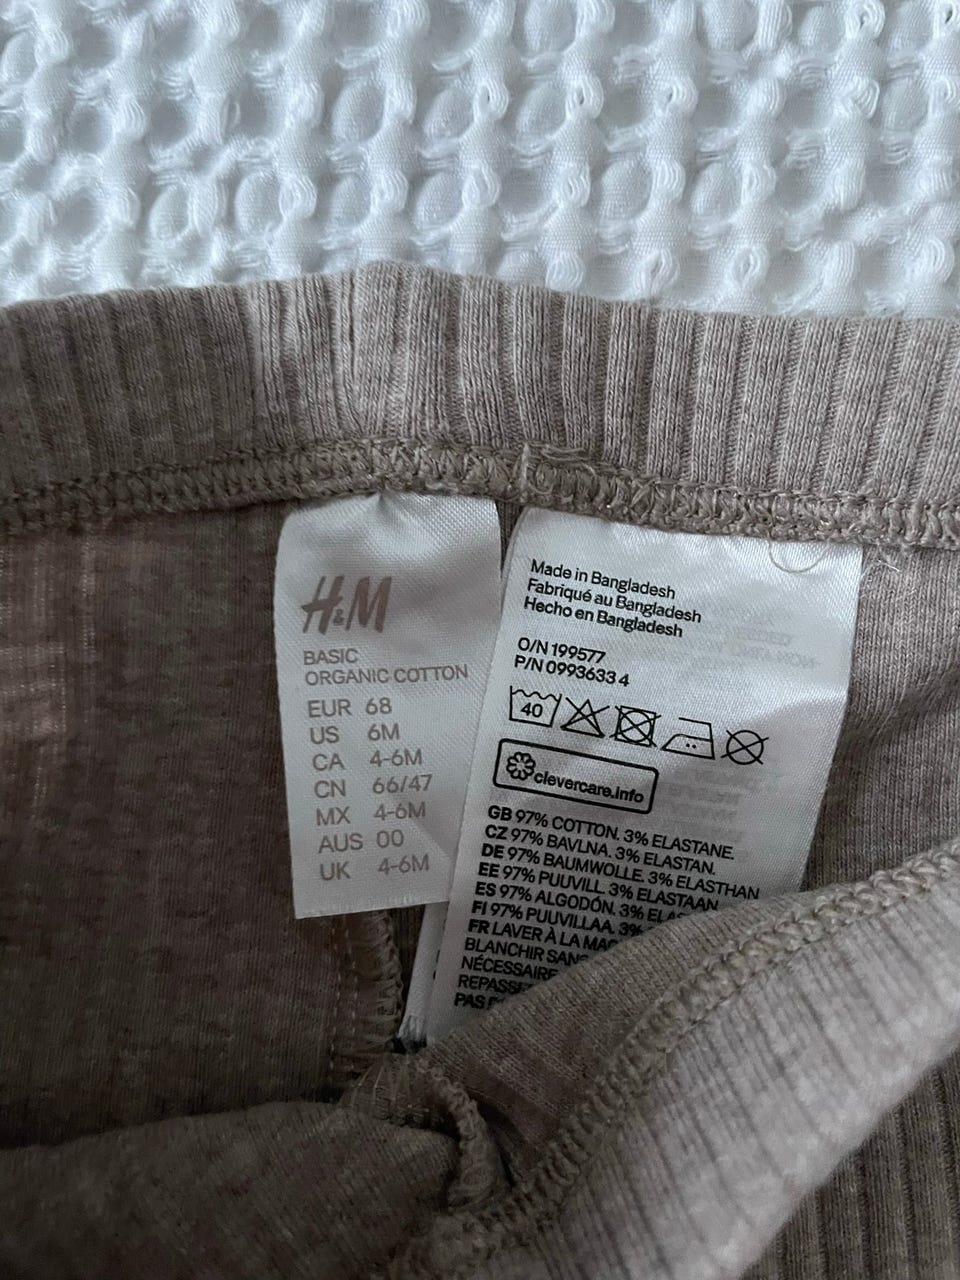 H&M
BASIC
ORGANIC COTTON
EUR 68
US 6M
CA 4-6M
CN 66/47
MX 4-6M
AUS 00
UK 4-6M
Made in Bangladesh
Fabriqué au Bangladesh
Hecho en Bangladesh
O/N 199577
P/N 0993633 4
40
clevercare.info
GB 97% COTTON. 3% ELASTANE.
CZ 97% BAVLNA. 3% ELASTAN.
DE 97% BAUMWOLLE. 3% ELASTHAN
EE 97% PUUVILL. 3% ELASTAAN
ES 97% ALGODÓN. 3%
FI 97% PUUVILLAA. 3%
FR LAVER À LA
BLANCHIR SANS
NÉCESSAIRE
PAS